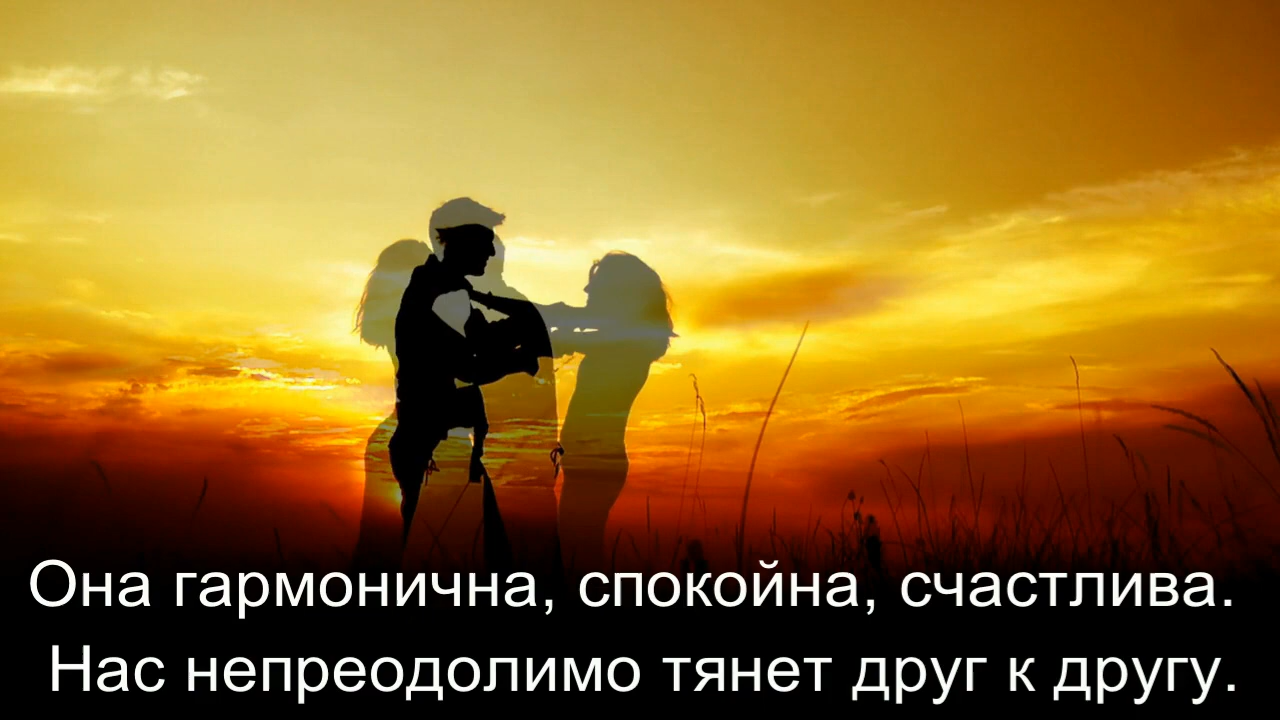 Она гармонична, спокойна, счастлива.
Нас непреодолимо тянет друг к другу.